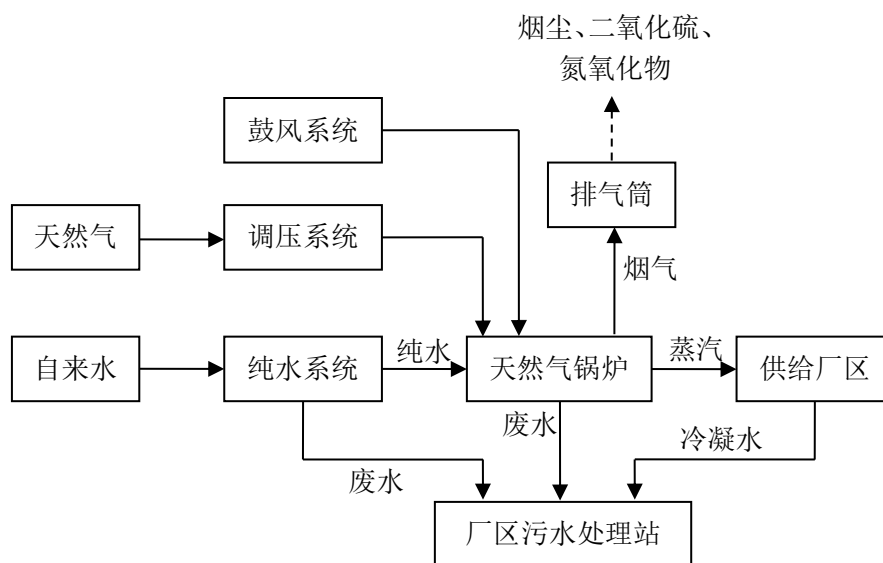 烟尘、二氧化硫、
氮氧化物
鼓风系统
排气筒
天然气
调压系统
烟气
自来水
纯水系统
纯水
天然气锅炉
蒸汽
供给厂区
废水
冷凝水
废水
厂区污水处理站